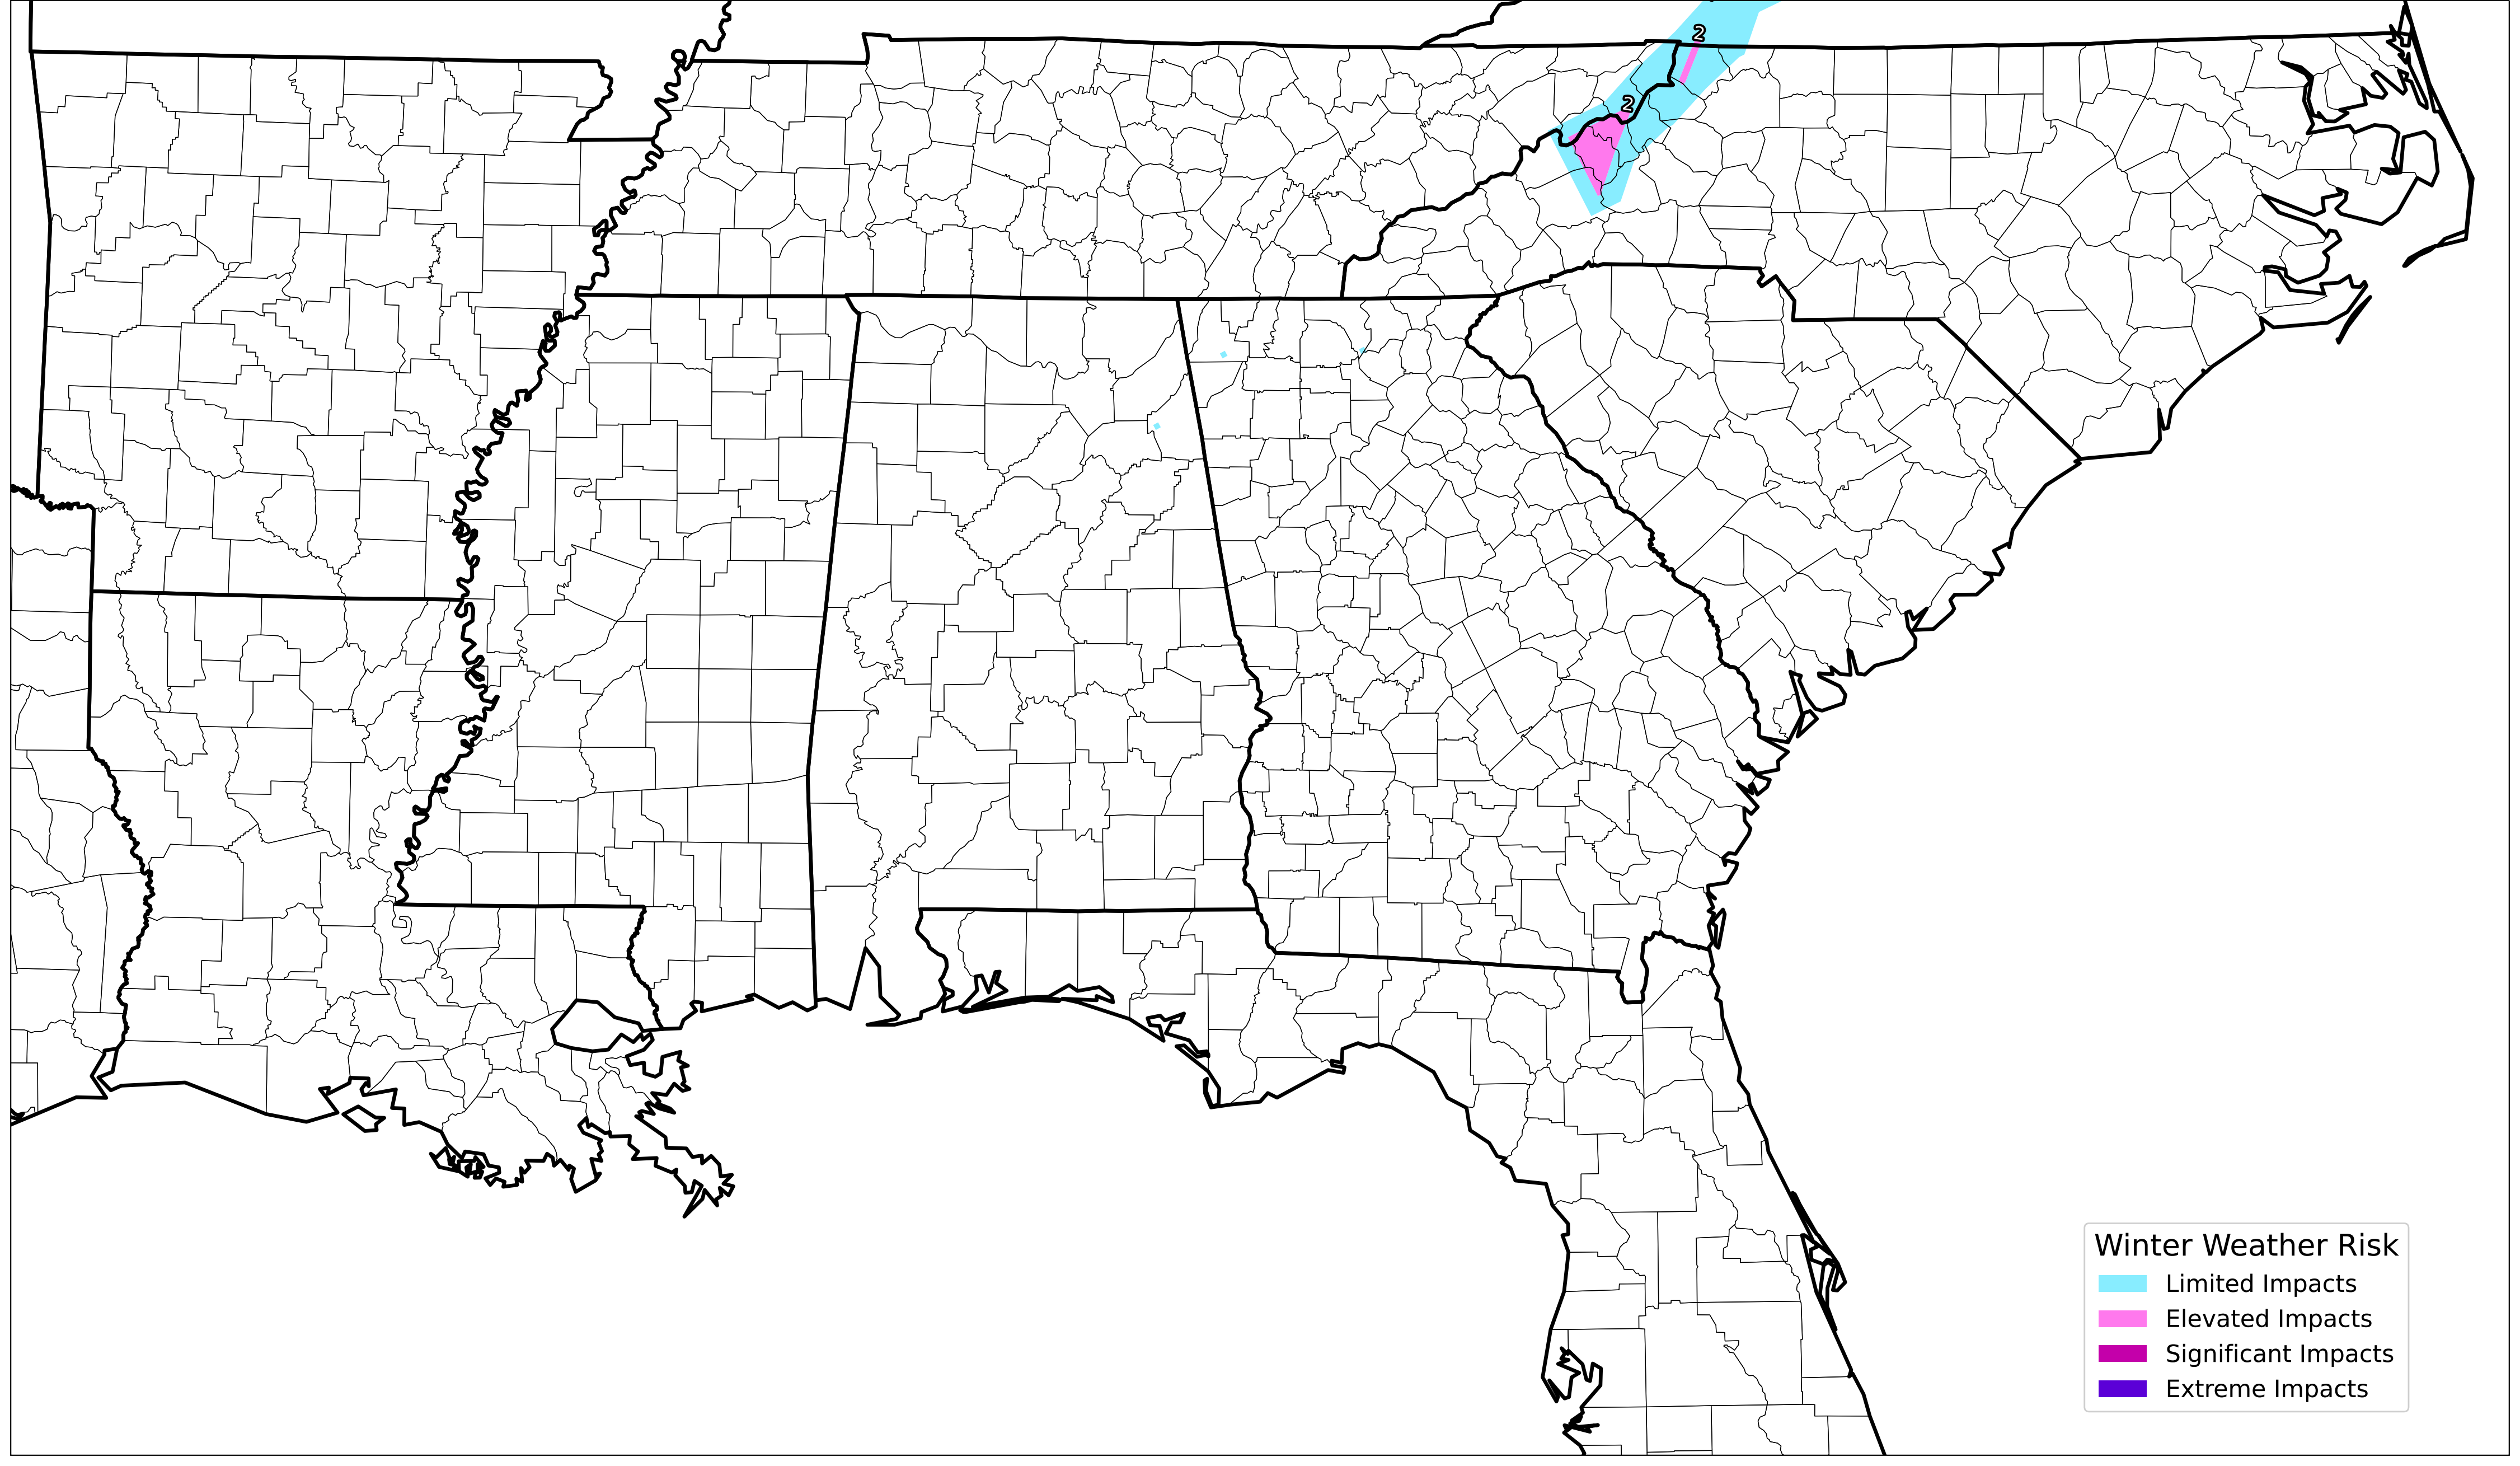 2
2
Winter Weather Risk
Limited Impacts
Elevated Impacts
Significant Impacts
Extreme Impacts